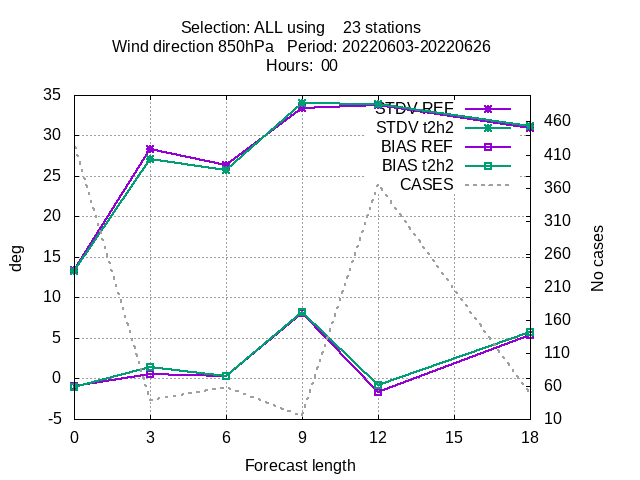 Selection: ALL using    23 stations
Wind direction 850hPa   Period: 20220603-20220626
Hours:  00
35
30
25
20
15
10
5
0
-5
460
410
360
310
260
210
160
110
60
10
0 3 6 9 12 15 18
deg
No cases
Forecast length
STDV REF
STDV t2h2
BIAS REF
BIAS t2h2
CASES